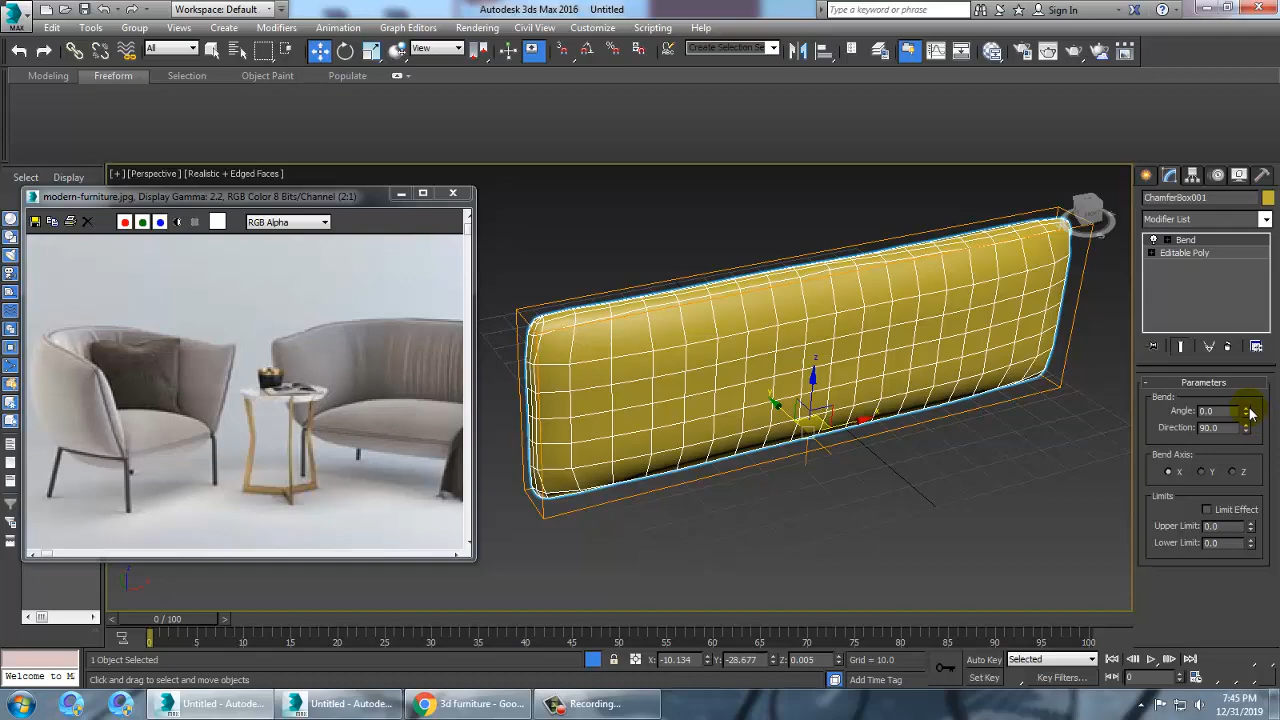 MAX
Workspace: Default
Autodesk 3ds Max 2016 Untitled
Type a keyword or phrase
Sign In
Edit Tools Group Views Create Modifiers Animation Graph Editors Rendering Civil View Customize Scripting Help
All
View
Create Selection Se
Modeling Freeform Selection Object Paint Populate
Select Display
[+] [Perspective] [Realistic + Edged Faces]
modern-furniture.jpg, Display Gamma: 2.2, RGB Color 8 Bits/Channel (2:1)
RGB Alpha
ChamferBox001
Modifier List
Bend
Editable Poly
Parameters
Bend:
Angle: 0.0
Direction: 90.0
Bend Axis:
X Y Z
Limits
Limit Effect
Upper Limit: 0.0
Lower Limit: 0.0
z
0 / 100
0 5 10 15 20 25 30 35 40 45 50 55 60 65 70 75 80 85 90 95 100
1 Object Selected
X: -10.134 Y: -28.677 Z: 0.005 Grid = 10.0
Auto Key Selected
Welcome to M
Click and drag to select and move objects
Add Time Tag
Set Key Key Filters... 0
Untitled - Autode...
Untitled - Autode...
3d furniture - Goo...
Recording...
7:45 PM
12/31/2019